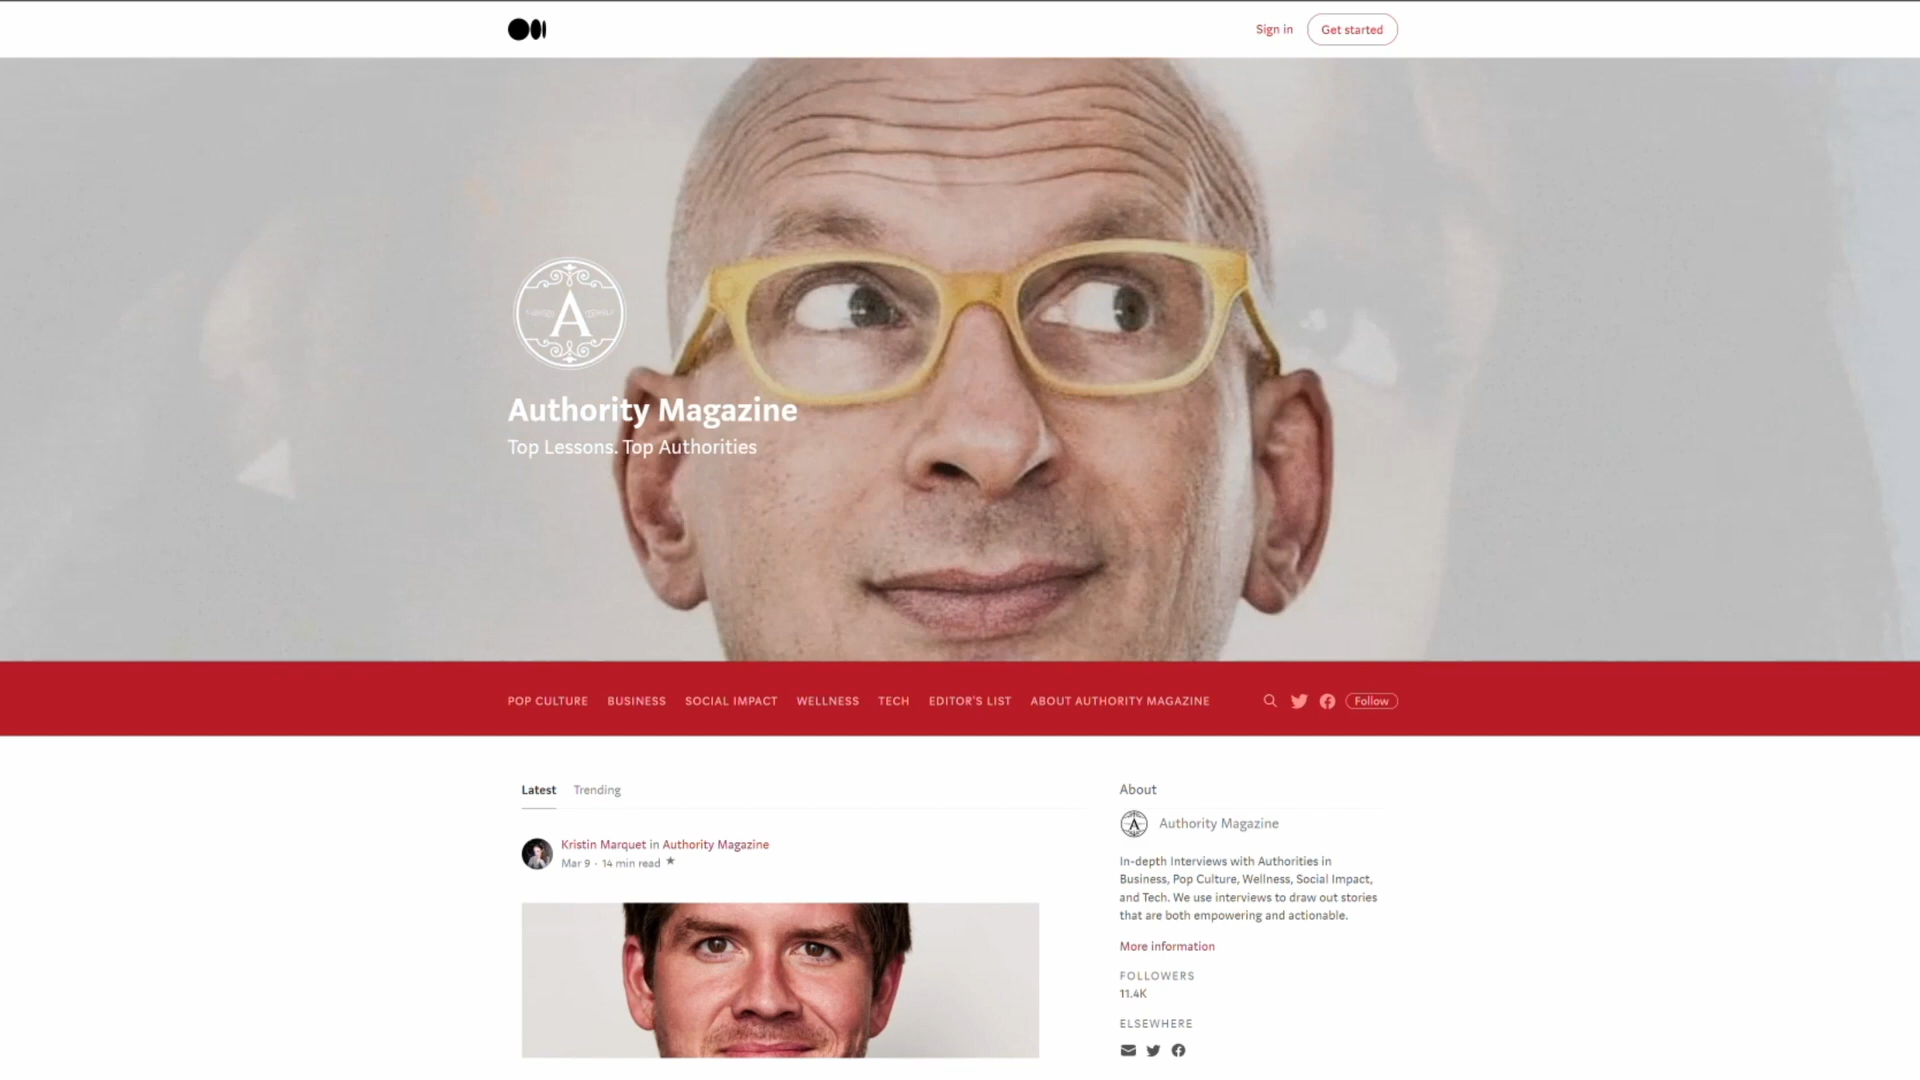 Sign in
Get started
A
Authority Magazine
Top Lessons. Top Authorities
POP CULTURE
BUSINESS
SOCIAL IMPACT
WELLNESS
TECH
EDITOR'S LIST
ABOUT AUTHORITY MAGAZINE
Follow
Latest
Trending
Kristin Marquet in Authority Magazine
Mar 9 · 14 min read ★
About
A
Authority Magazine
In-depth Interviews with Authorities in
Business, Pop Culture, Wellness, Social Impact,
and Tech. We use interviews to draw out stories
that are both empowering and actionable.
More information
FOLLOWERS
11.4K
ELSEWHERE